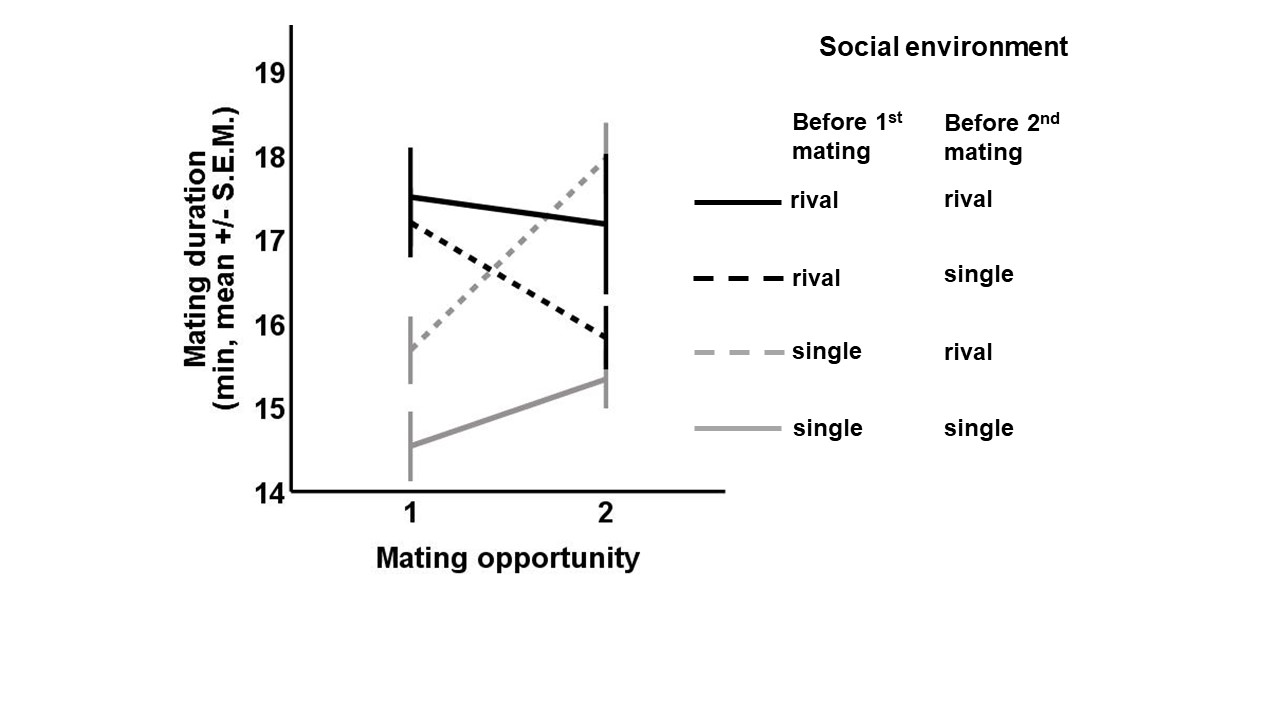 Social environment
Before 1st
mating
Before 2nd
mating
rival rival
rival single
single rival
single single
Mating duration
(min, mean +/- S.E.M.)
19
18
17
16
15
14
1 2
Mating opportunity